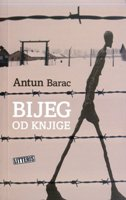 Antun Barac
BIJEG
OD KNJIGE
LITTERIS